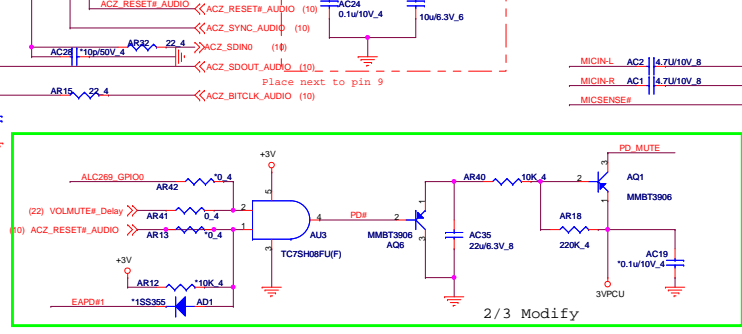 ACZ_RESET#_AUDIO
ACZ_RESET#_AUDIO (10)
AC24
0.1u/10V_4
10u/6.3V_6
ACZ_SYNC_AUDIO (10)
AR32 22_4
ACZ_SDIN0 (10)
AC28 *10p/50V_4
ACZ_SDOUT_AUDIO (10)
Place next to pin 9
AR15 22_4
ACZ_BITCLK_AUDIO (10)
MICIN-L AC2 4.7U/10V_8
MICIN-R AC1 4.7U/10V_8
MICSENSE#
+3V
ALC269_GPIO0
AR42 *0_4
5
(22) VOLMUTE#_Delay
AR41 0_4
2
(10) ACZ_RESET#_AUDIO
AR13 *0_4
1
4
AU3
3
TC7SH08FU(F)
PD#
2
1
3
MMBT3906
AQ6
AC35
22u/6.3V_8
AR40 10K_4
PD_MUTE
3
2
AQ1
MMBT3906
1
AR18
220K_4
AC19
*0.1u/10V_4
3VPCU
+3V
AR12 *10K_4
EAPD#1
*1SS355 AD1
2/3 Modify